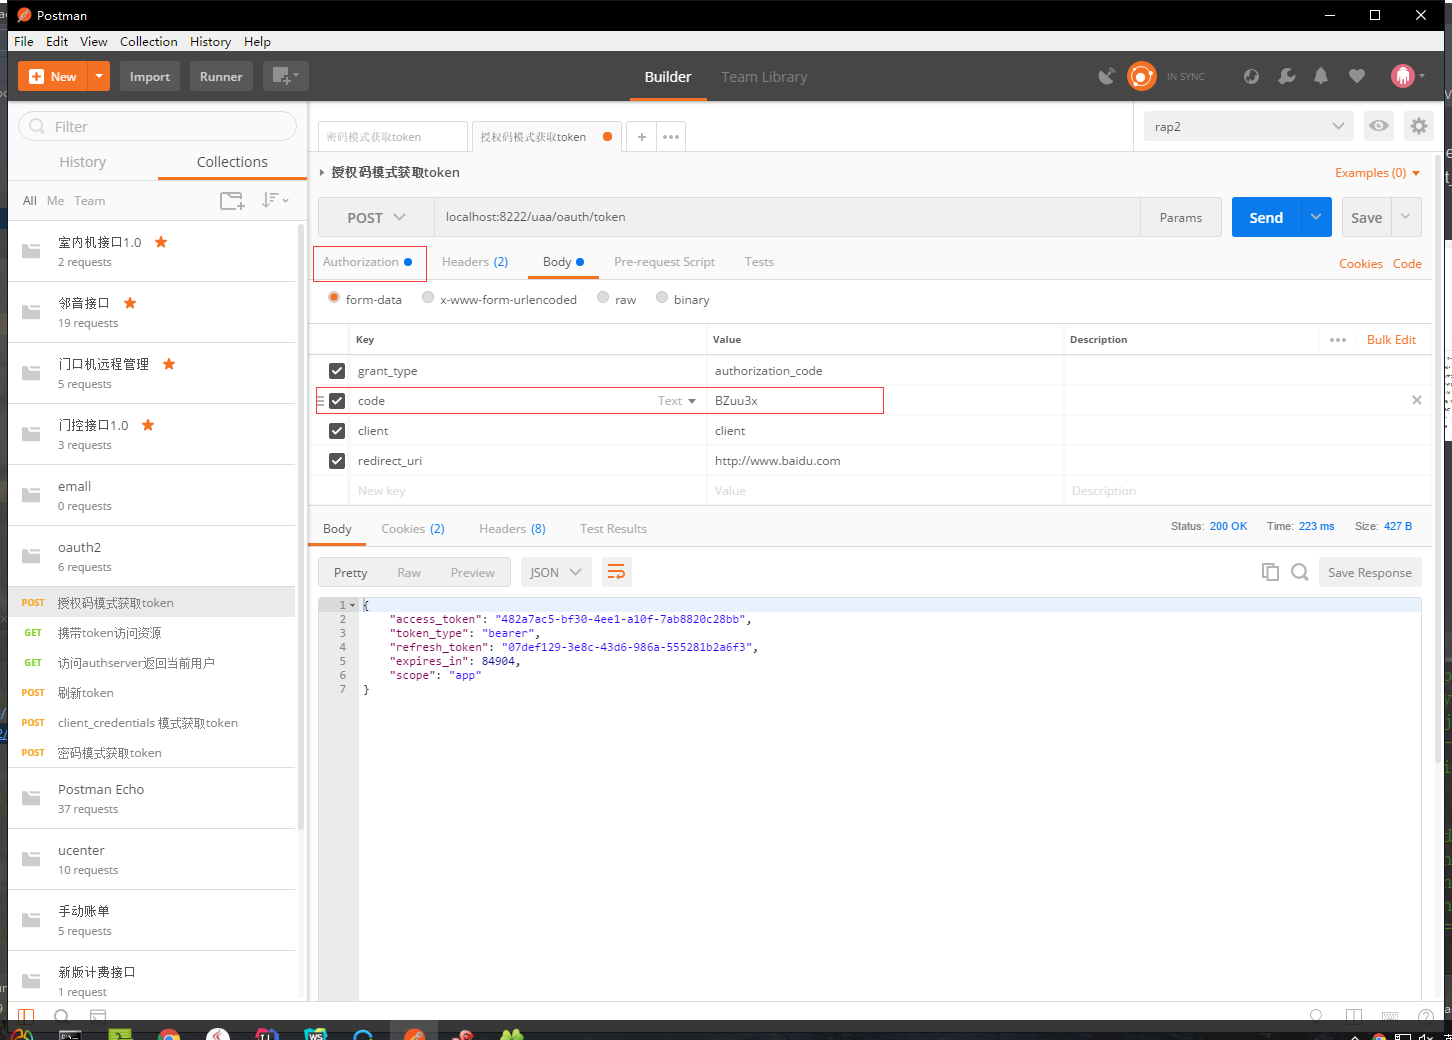 Postman
File Edit View Collection History Help
New Import Runner Builder Team Library IN SYNC
Filter
History Collections
All Me Team
室内机接口1.0
2 requests
邻音接口
19 requests
门口机远程管理
5 requests
门控接口1.0
3 requests
emall
0 requests
oauth2
6 requests
POST 授权码模式获取token
GET 携带token访问资源
GET 访问authserver返回当前用户
POST 刷新token
POST client_credentials 模式获取token
POST 密码模式获取token
Postman Echo
37 requests
ucenter
10 requests
手动账单
5 requests
新版计费接口
1 request
密码模式获取token 授权码模式获取token + •••
rap2
授权码模式获取token
Examples (0)
POST localhost:8222/uaa/oauth/token Params Send Save
Authorization Headers (2) Body Pre-request Script Tests
Cookies Code
form-data x-www-form-urlencoded raw binary
Key Value Description ••• Bulk Edit
grant_type authorization_code
code Text BZuu3x
client client
redirect_uri http://www.baidu.com
New key Value Description
Body Cookies (2) Headers (8) Test Results Status: 200 OK Time: 223 ms Size: 427 B
Pretty Raw Preview JSON Save Response
1 {
2 "access_token": "482a7ac5-bf30-4ee1-a10f-7ab8820c28bb",
3 "token_type": "bearer",
4 "refresh_token": "07def129-3e8c-43d6-986a-555281b2a6f3",
5 "expires_in": 84904,
6 "scope": "app"
7 }